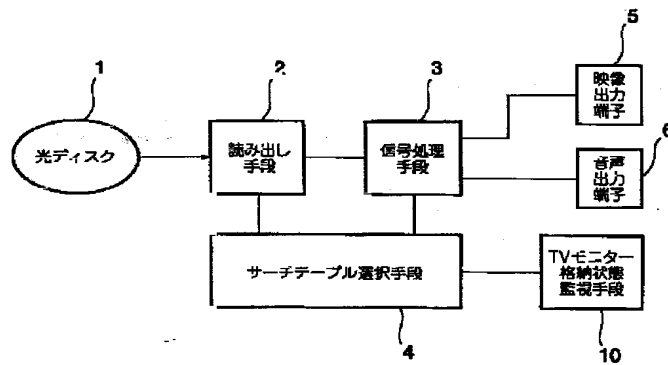 1
2
3
5
光ディスク
読み出し
手段
信号処理
手段
映像
出力
端子
6
音声
出力
端子
サーチテーブル選択手段
TVモニター
格納状態
監視手段
4
10